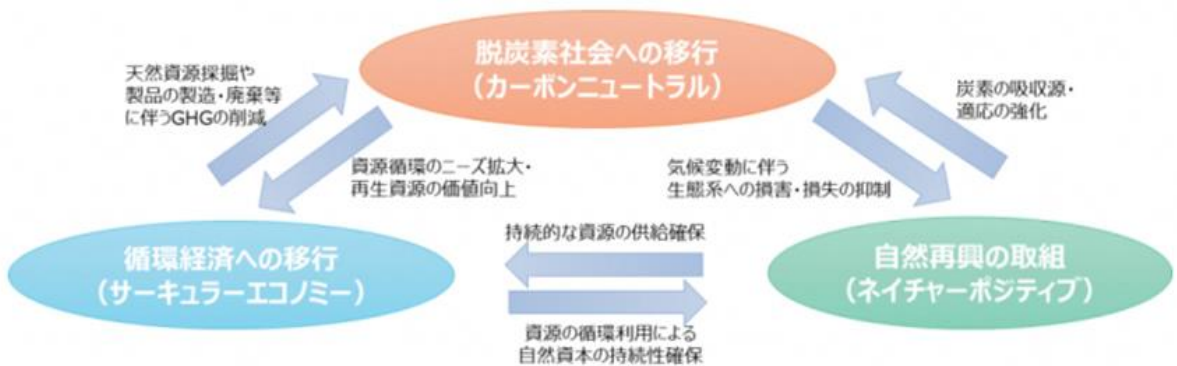 脱炭素社会への移行
（カーボンニュートラル）
天然資源採掘や
製品の製造・廃棄等
に伴うGHGの削減
炭素の吸収源・
適応の強化
資源循環のニーズ拡大・
再生資源の価値向上
気候変動に伴う
生態系への損害・損失の抑制
持続的な資源の供給確保
循環経済への移行
（サーキュラーエコノミー）
自然再興の取組
（ネイチャーポジティブ）
資源の循環利用による
自然資本の持続性確保